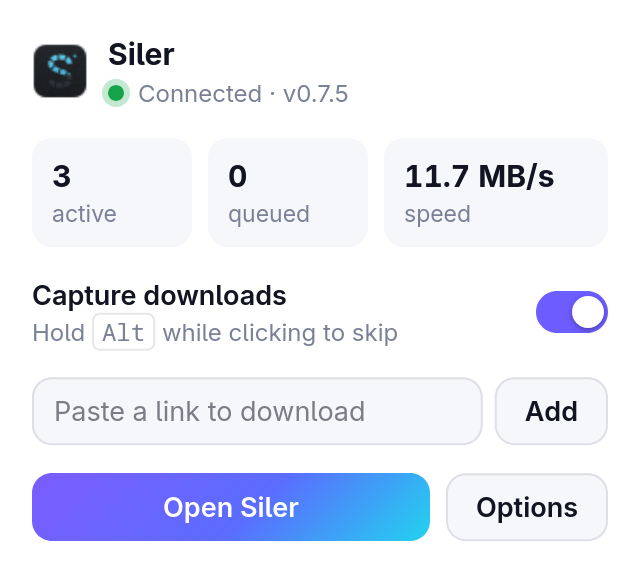 Siler
Connected · v0.7.5
3
active
0
queued
11.7 MB/s
speed
Capture downloads
Hold Alt while clicking to skip
Paste a link to download
Add
Open Siler
Options